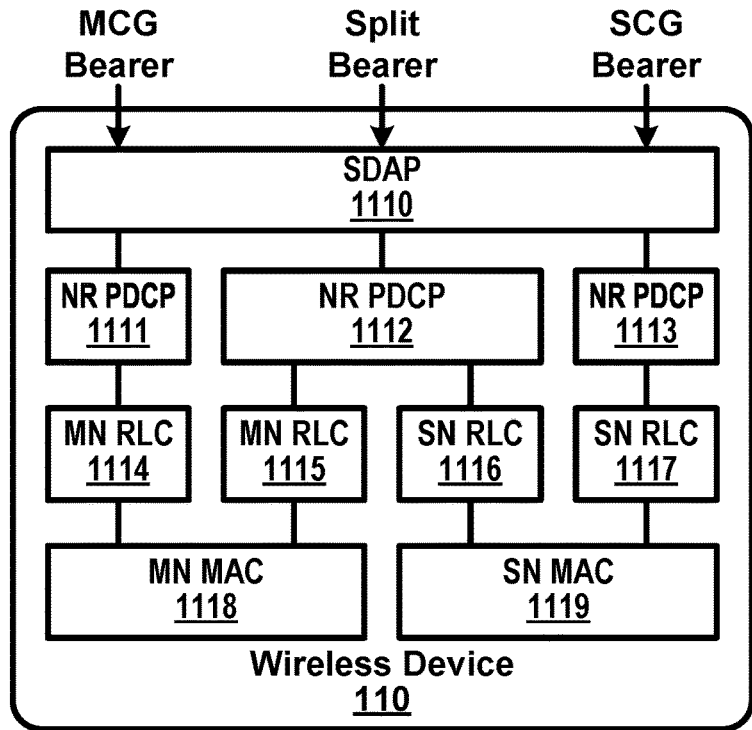 MCG
Bearer
Split
Bearer
SCG
Bearer
SDAP
1110
NR PDCP
1111
NR PDCP
1112
NR PDCP
1113
MN RLC
1114
MN RLC
1115
SN RLC
1116
SN RLC
1117
MN MAC
1118
SN MAC
1119
Wireless Device
110